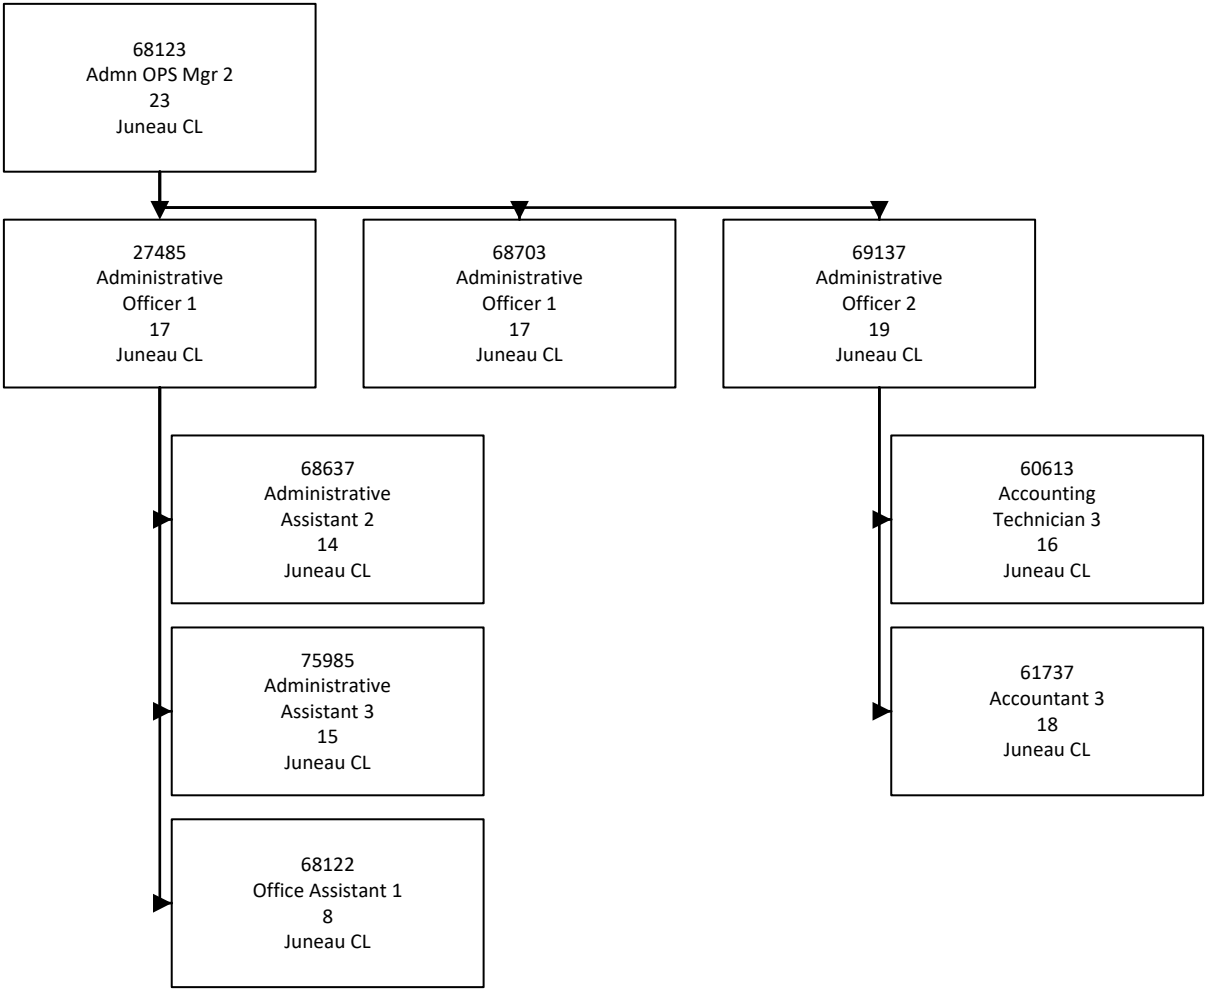 68123
Admn OPS Mgr 2
23
Juneau CL
27485
Administrative
Officer 1
17
Juneau CL
68703
Administrative
Officer 1
17
Juneau CL
69137
Administrative
Officer 2
19
Juneau CL
68637
Administrative
Assistant 2
14
Juneau CL
75985
Administrative
Assistant 3
15
Juneau CL
68122
Office Assistant 1
8
Juneau CL
60613
Accounting
Technician 3
16
Juneau CL
61737
Accountant 3
18
Juneau CL